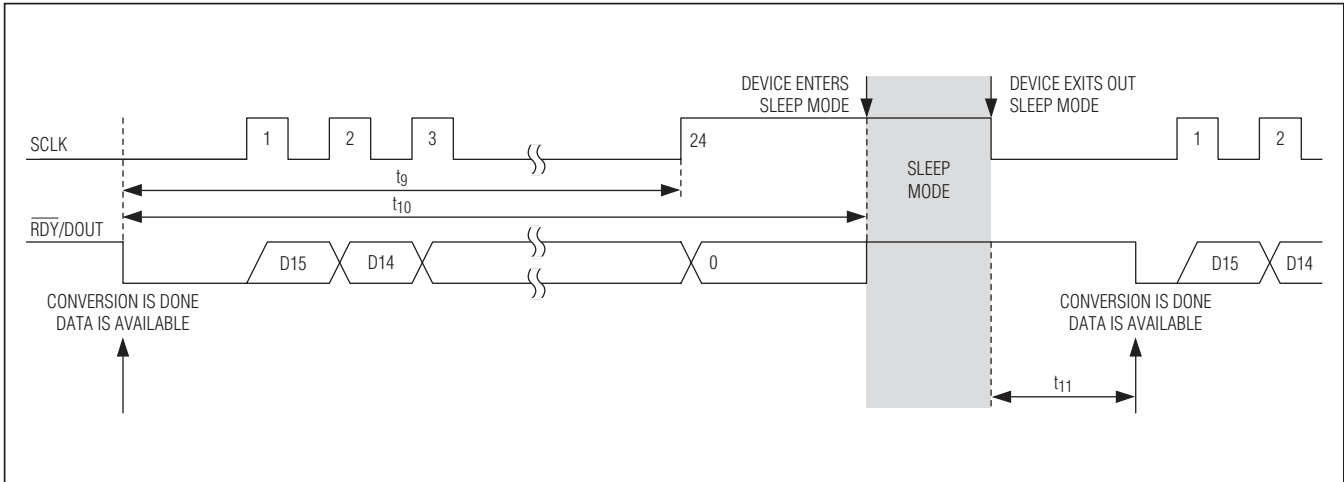 DEVICE ENTERS
SLEEP MODE
DEVICE EXITS OUT
SLEEP MODE
SCLK
1
2
3
24
1
2
SLEEP
MODE
t9
t10
RDY/DOUT
D15
D14
0
D15
D14
CONVERSION IS DONE
DATA IS AVAILABLE
CONVERSION IS DONE
DATA IS AVAILABLE
t11